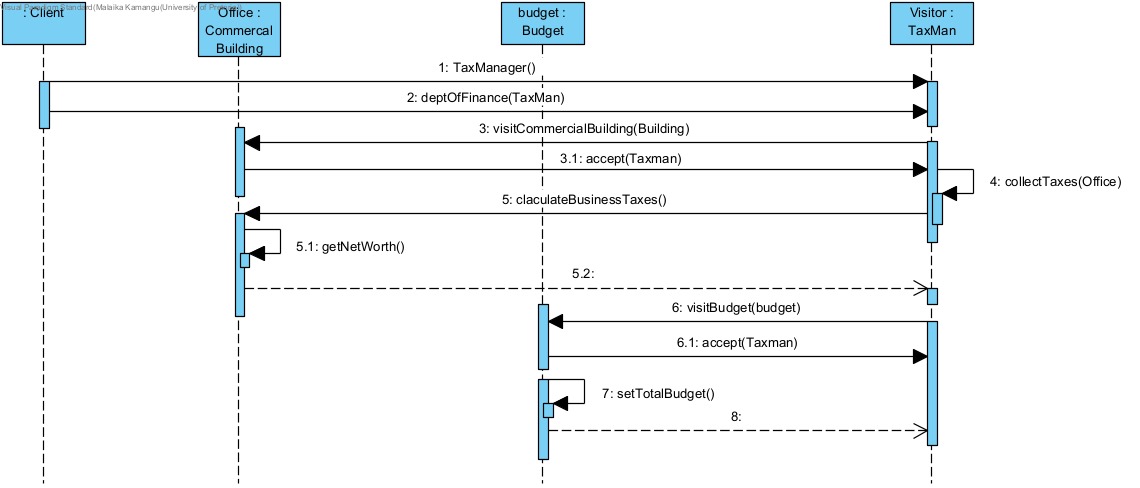 Visual Paradigm Standard(Malaika Kamangu(University of Pretoria))
: Client
Office :
Commercal
Building
budget :
Budget
Visitor :
TaxMan
1: TaxManager()
2: deptOfFinance(TaxMan)
3: visitCommercialBuilding(Building)
3.1: accept(Taxman)
4: collectTaxes(Office)
5: claculateBusinessTaxes()
5.1: getNetWorth()
5.2:
6: visitBudget(budget)
6.1: accept(Taxman)
7: setTotalBudget()
8: